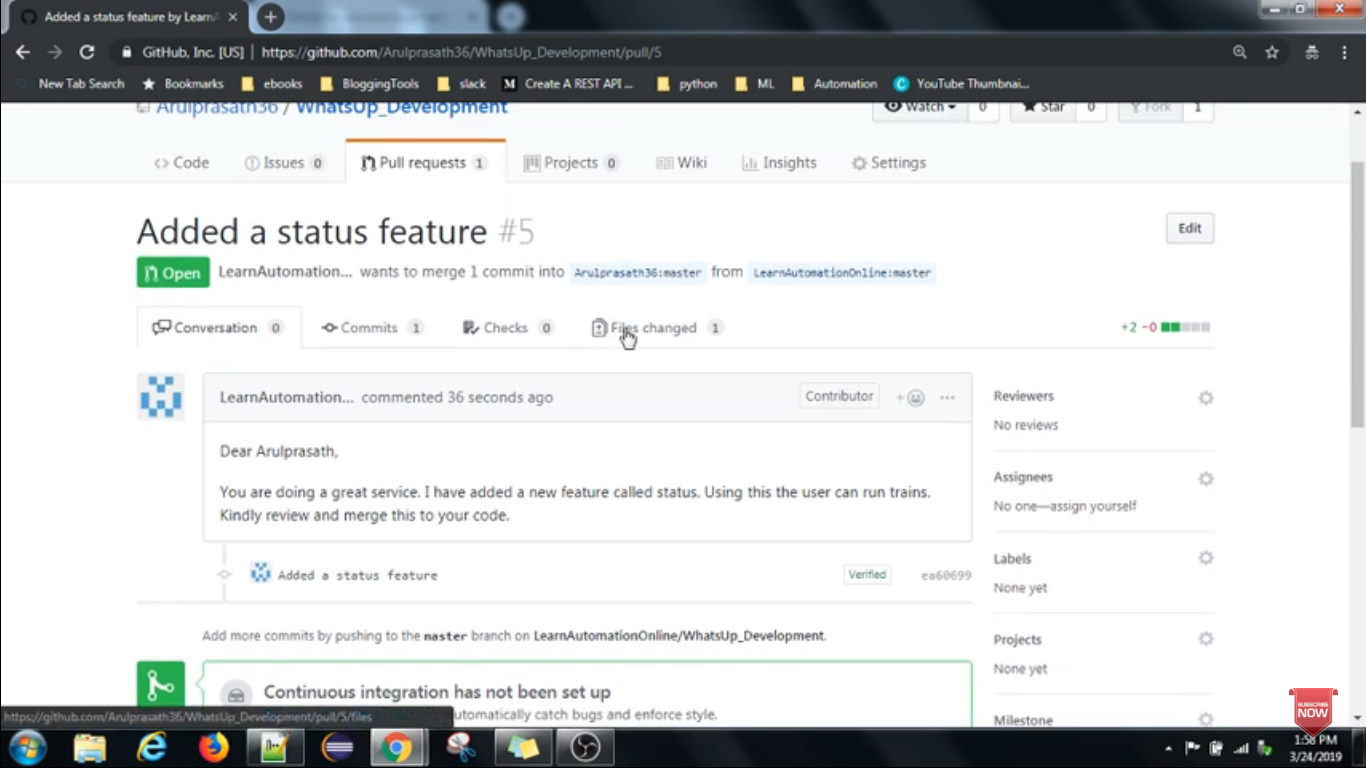 Added a status feature by LearnA
GitHub, Inc. [US] | https://github.com/Arulprasath36/WhatsUp_Development/pull/5
New Tab Search Bookmarks ebooks BloggingTools slack M Create A REST API ... python ML Automation C YouTube Thumbnai...
Arulprasath36 / WhatsUp_Development Watch 0 Star 0 Fork 1
<> Code Issues 0 Pull requests 1 Projects 0 Wiki Insights Settings
Added a status feature #5 Edit
Open LearnAutomation... wants to merge 1 commit into Arulprasath36:master from LearnAutomationOnline:master
Conversation 0 Commits 1 Checks 0 Files changed 1 +2 −0
LearnAutomation... commented 36 seconds ago Contributor + ...
Dear Arulprasath,
You are doing a great service. I have added a new feature called status. Using this the user can run trains.
Kindly review and merge this to your code.
Added a status feature Verified ea60699
Add more commits by pushing to the master branch on LearnAutomationOnline/WhatsUp_Development.
Continuous integration has not been set up
automatically catch bugs and enforce style.
Reviewers
No reviews
Assignees
No one—assign yourself
Labels
None yet
Projects
None yet
Milestone
https://github.com/Arulprasath36/WhatsUp_Development/pull/5/files
SUBSCRIBE
NOW
1:58 PM
3/24/2019